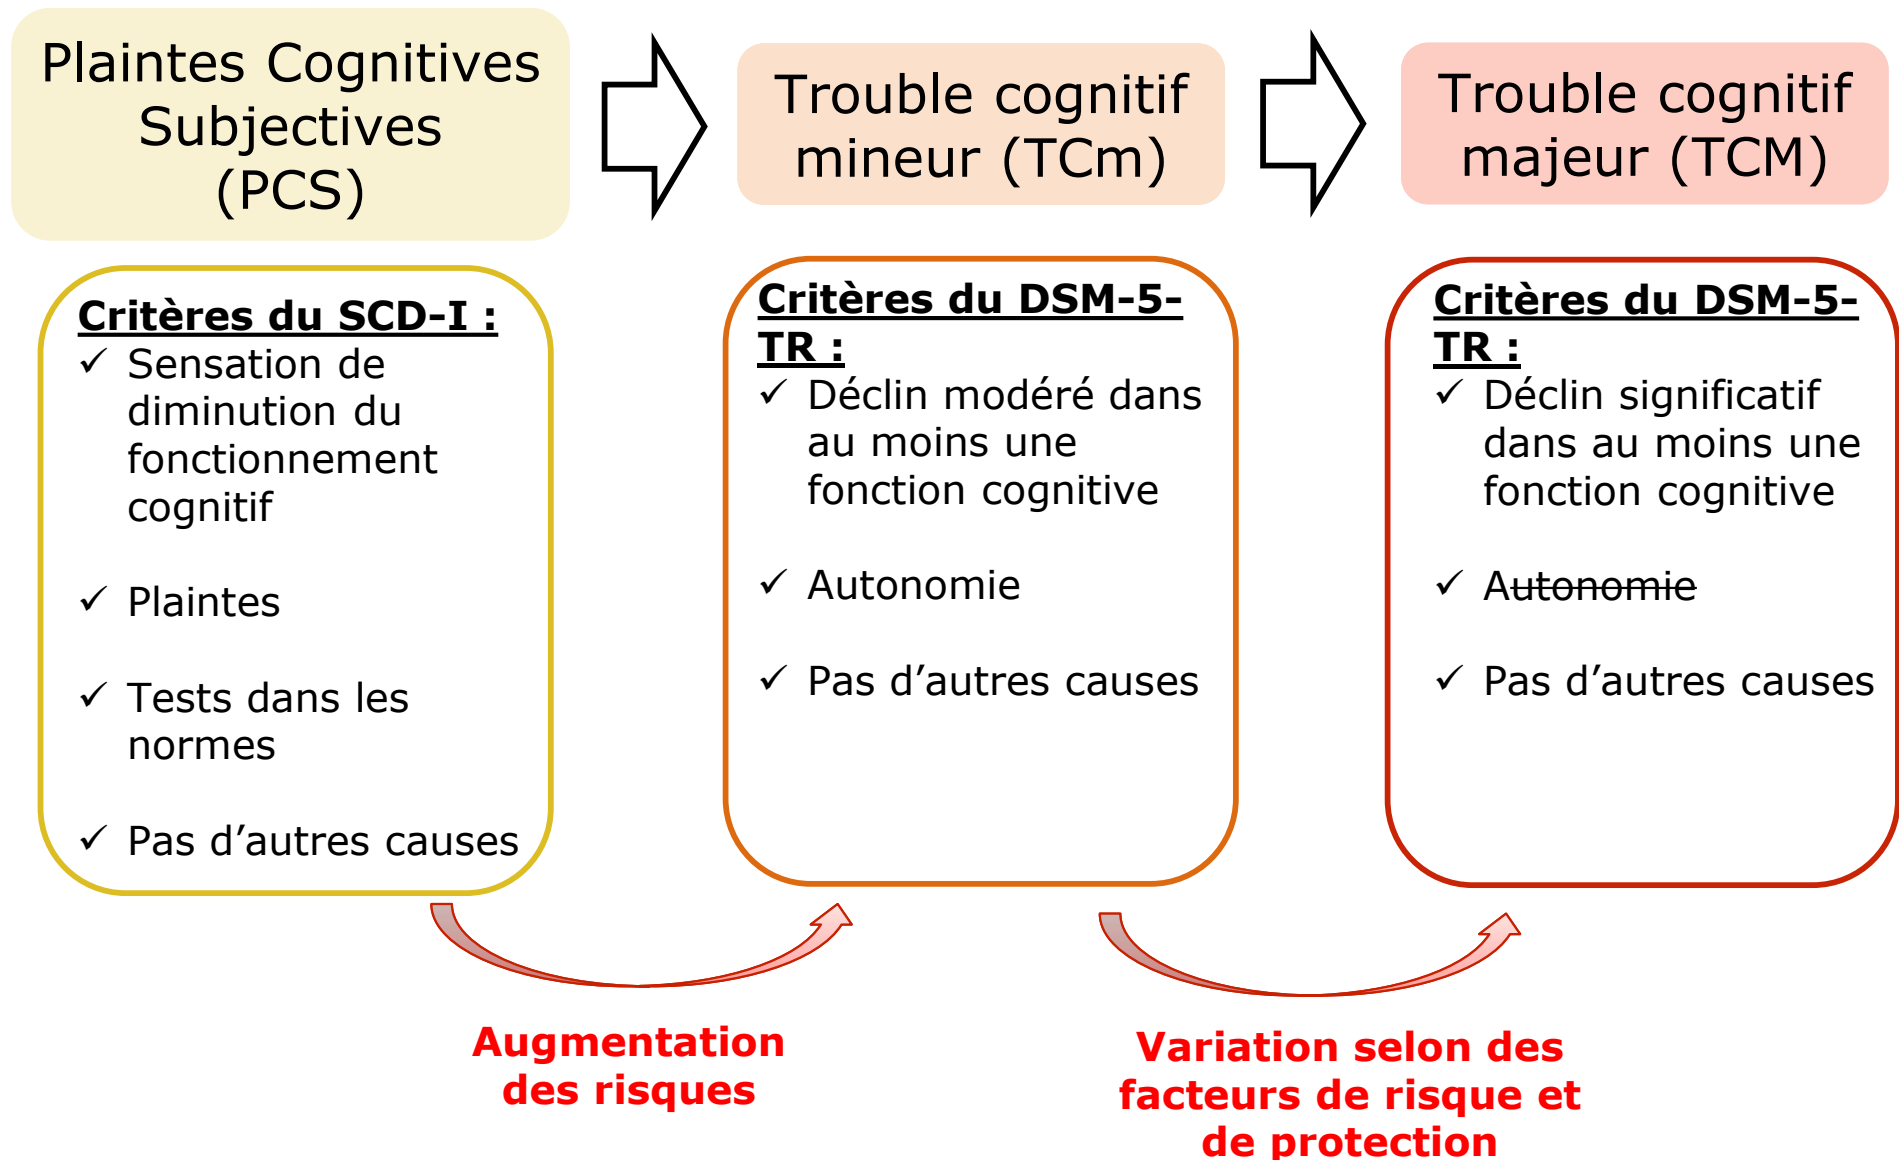 Plaintes Cognitives
Subjectives
(PCS)
Trouble cognitif
mineur (TCm)
Trouble cognitif
majeur (TCM)
Critères du SCD-I :
✓ Sensation de
diminution du
fonctionnement
cognitif
✓ Plaintes
✓ Tests dans les
normes
✓ Pas d’autres causes
Critères du DSM-5-
TR :
✓ Déclin modéré dans
au moins une
fonction cognitive
✓ Autonomie
✓ Pas d’autres causes
Critères du DSM-5-
TR :
✓ Déclin significatif
dans au moins une
fonction cognitive
✓ Autonomie
✓ Pas d’autres causes
Augmentation
des risques
Variation selon des
facteurs de risque et
de protection